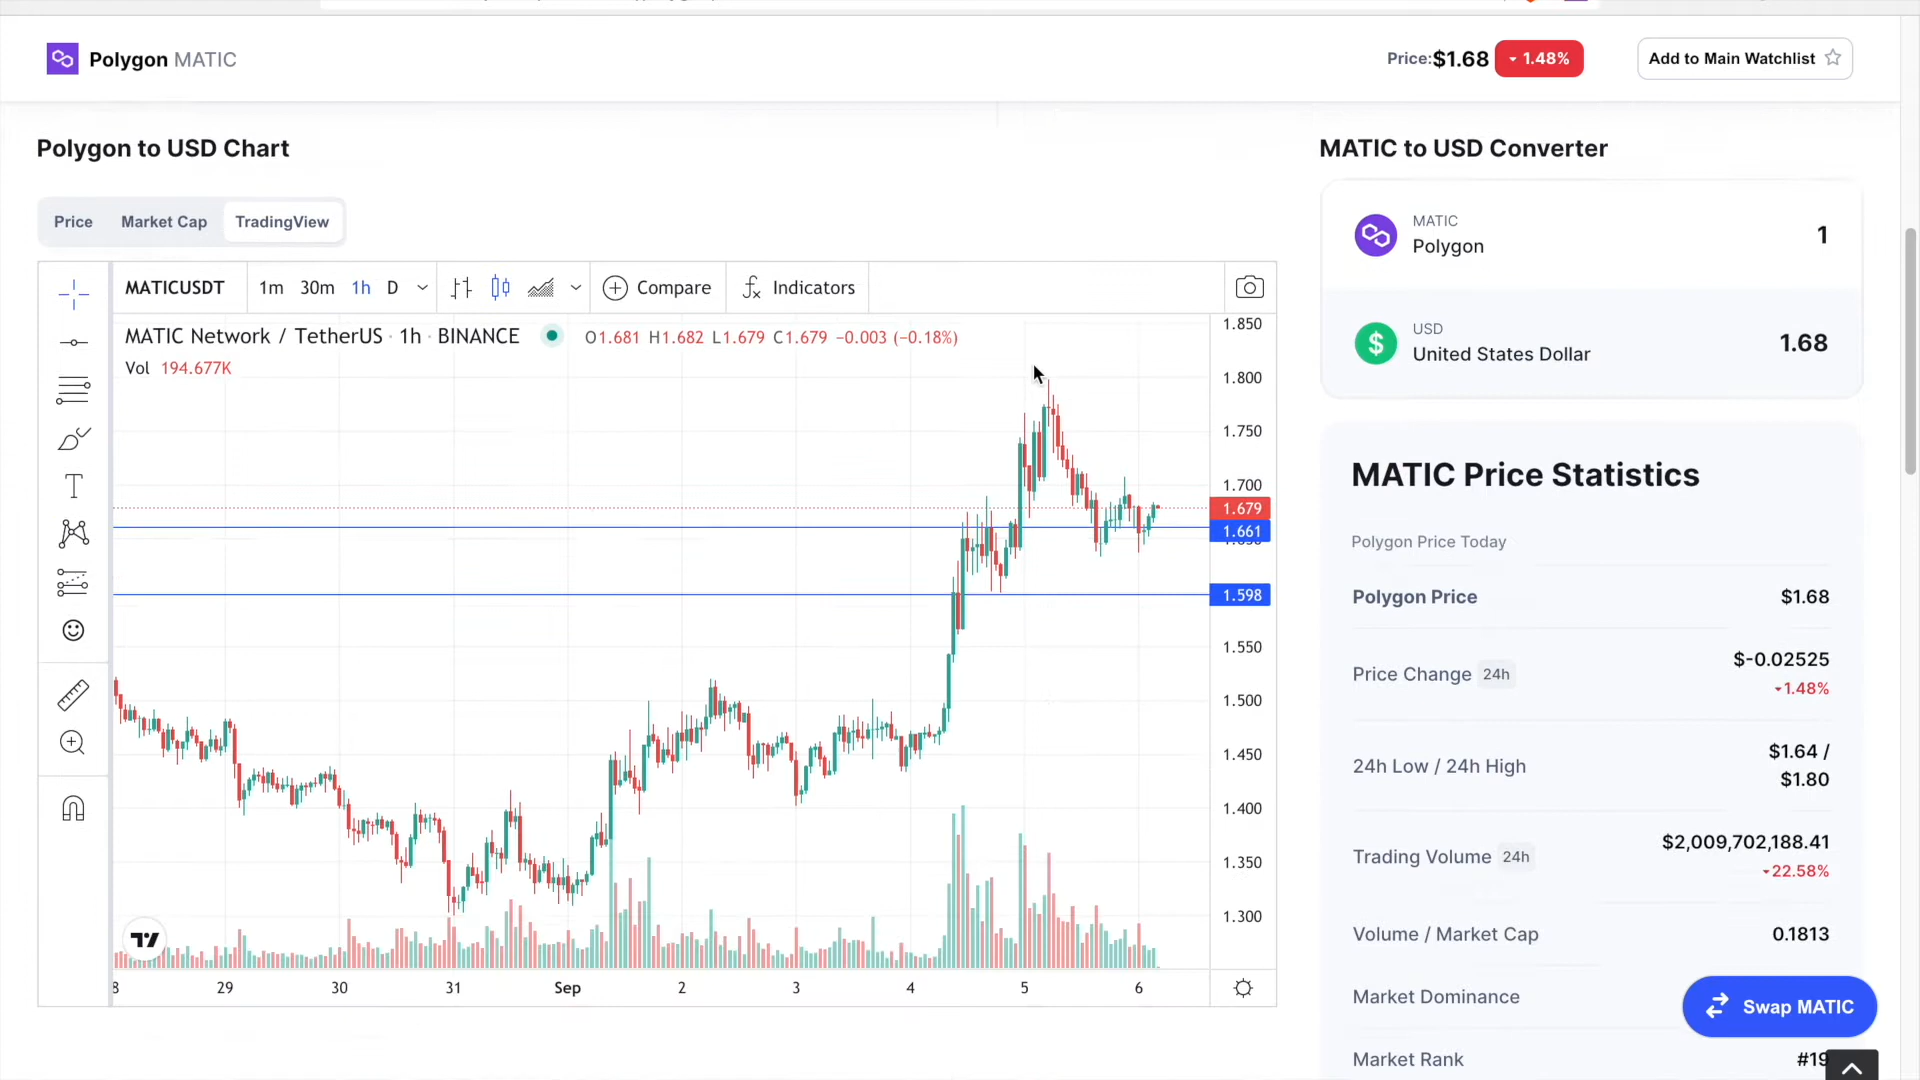 Polygon MATIC
Price:$1.68 1.48%
Add to Main Watchlist
Polygon to USD Chart
Price Market Cap TradingView
MATICUSDT 1m 30m 1h D Compare Indicators
MATIC Network / TetherUS · 1h · BINANCE O1.681 H1.682 L1.679 C1.679 −0.003 (−0.18%)
Vol 194.677K
T
1.850
1.800
1.750
1.700
1.679
1.661
1.598
1.550
1.500
1.450
1.400
1.350
1.300
29 30 31 Sep 2 3 4 5 6
MATIC to USD Converter
MATIC
Polygon
1
USD
United States Dollar
1.68
MATIC Price Statistics
Polygon Price Today
Polygon Price $1.68
Price Change 24h $-0.02525
1.48%
24h Low / 24h High $1.64 /
$1.80
Trading Volume 24h $2,009,702,188.41
22.58%
Volume / Market Cap 0.1813
Market Dominance
Swap MATIC
Market Rank #19